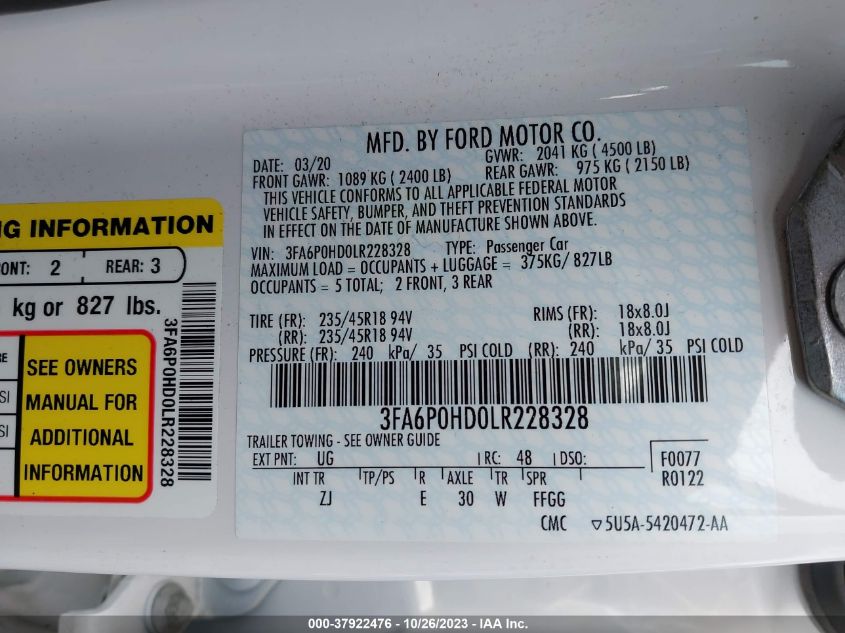 MFD. BY FORD MOTOR CO.
DATE: 03/20 GVWR: 2041 KG ( 4500 LB)
FRONT GAWR: 1089 KG ( 2400 LB) REAR GAWR: 975 KG ( 2150 LB)
THIS VEHICLE CONFORMS TO ALL APPLICABLE FEDERAL MOTOR
VEHICLE SAFETY, BUMPER, AND THEFT PREVENTION STANDARDS
IN EFFECT ON THE DATE OF MANUFACTURE SHOWN ABOVE.
VIN: 3FA6P0HD0LR228328 TYPE: Passenger Car
MAXIMUM LOAD = OCCUPANTS + LUGGAGE = 375KG/ 827LB
OCCUPANTS = 5 TOTAL; 2 FRONT, 3 REAR
TIRE (FR): 235/45R18 94V RIMS (FR): 18x8.0J
(RR): 235/45R18 94V (RR): 18x8.0J
PRESSURE (FR): 240 kPa/ 35 PSI COLD (RR): 240 kPa/ 35 PSI COLD
3FA6P0HD0LR228328
TRAILER TOWING - SEE OWNER GUIDE
EXT PNT: UG RC: 48 DSO: F0077
R0122
INT TR TP/PS R AXLE TR SPR
ZJ E 30 W FFGG
CMC ▽5U5A-5420472-AA
NG INFORMATION
ONT: 2 REAR: 3
kg or 827 lbs.
RE
SI
SI
SEE OWNERS
MANUAL FOR
ADDITIONAL
INFORMATION
3FA6P0HD0LR228328
000-37922476 - 10/26/2023 - IAA Inc.